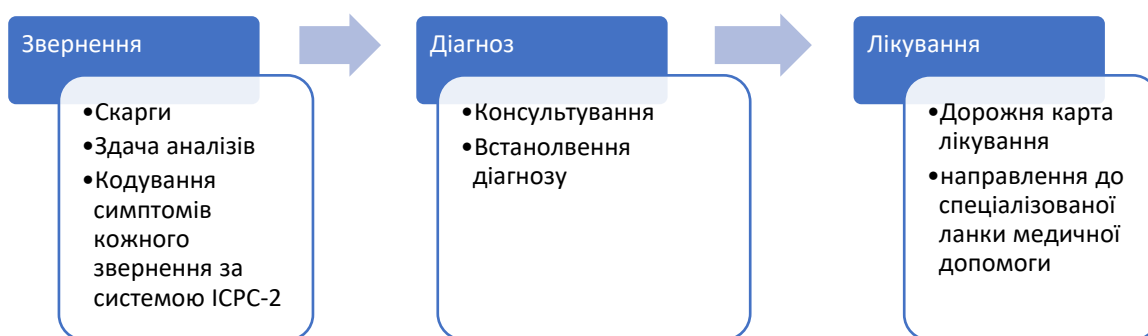 Звернення
•Скарги
•Здача аналізів
•Кодування
симптомів
кожного
звернення за
системою ICPC-2
Діагноз
•Консультування
•Встанолвення
діагнозу
Лікування
•Дорожня карта
лікування
•направлення до
спеціалізованої
ланки медичної
допомоги